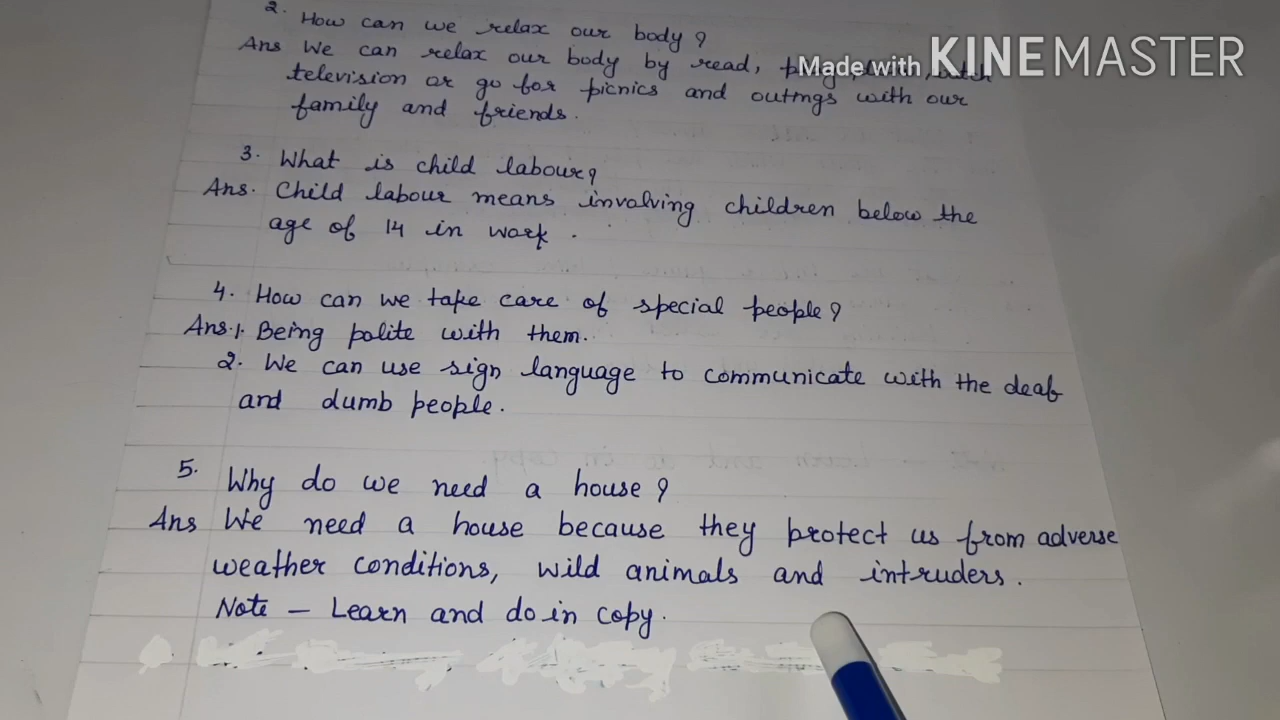 2. How can we relax our body ?
Ans We can relax our body by read,
Made with KINEMASTER
television or go for picnics and outings with our
family and friends.
3. What is child labour?
Ans. Child labour means involving children below the
age of 14 in work .
4. How can we take care of special people ?
Ans.1. Being polite with them.
2. We can use sign language to communicate with the deaf
and dumb people.
5. Why do we need a house ?
Ans We need a house because they protect us from adverse
weather conditions, wild animals and intruders .
Note – Learn and do in copy.